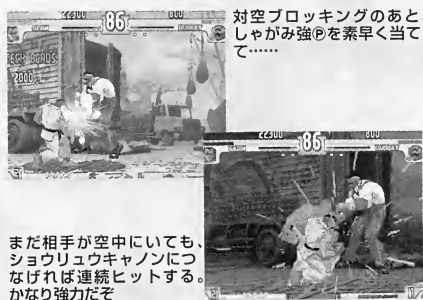 対空ブロッキングのあと、
しゃがみ強Ⓟを素早く当て
て……
22300 86 800
2000
22300 86 800
まだ相手が空中にいても、
ショウリュウキャノンにつ
なげれば連続ヒットする。
かなり強力だぞ